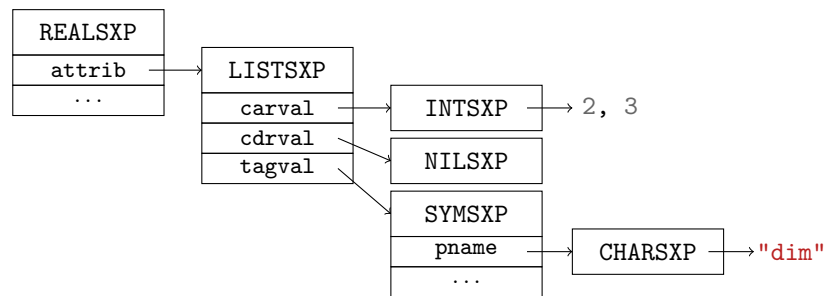 REALSXP
attrib
...
LISTSXP
carval
cdrval
tagval
INTSXP
2, 3
NILSXP
SYMSXP
pname
...
CHARSXP
"dim"